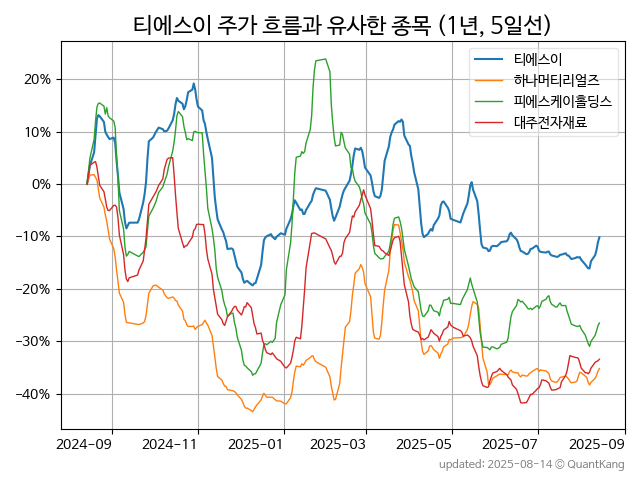 티에스이 주가 흐름과 유사한 종목 (1년, 5일선)
티에스이
하나머티리얼즈
피에스케이홀딩스
대주전자재료
20%
10%
0%
−10%
−20%
−30%
−40%
2024-09 2024-11 2025-01 2025-03 2025-05 2025-07 2025-09
updated: 2025-08-14 © QuantKang